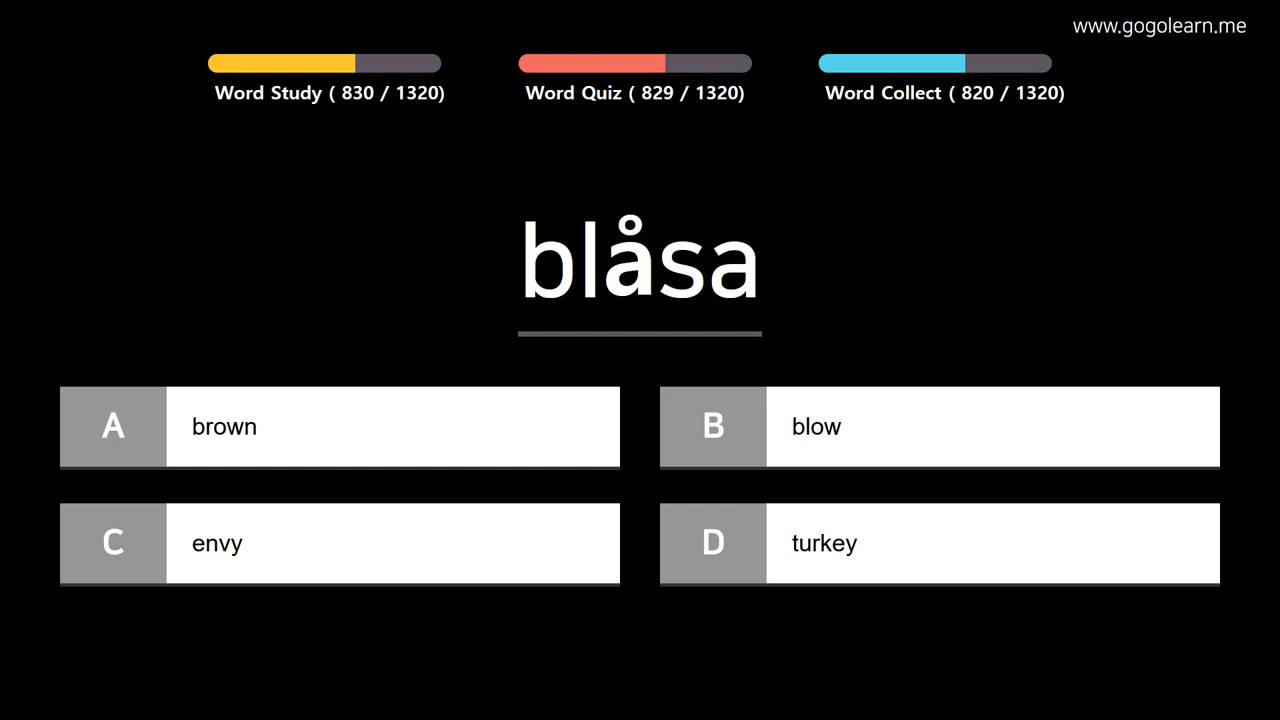 www.gogolearn.me
Word Study ( 830 / 1320)
Word Quiz ( 829 / 1320)
Word Collect ( 820 / 1320)
blåsa
A brown
B blow
C envy
D turkey